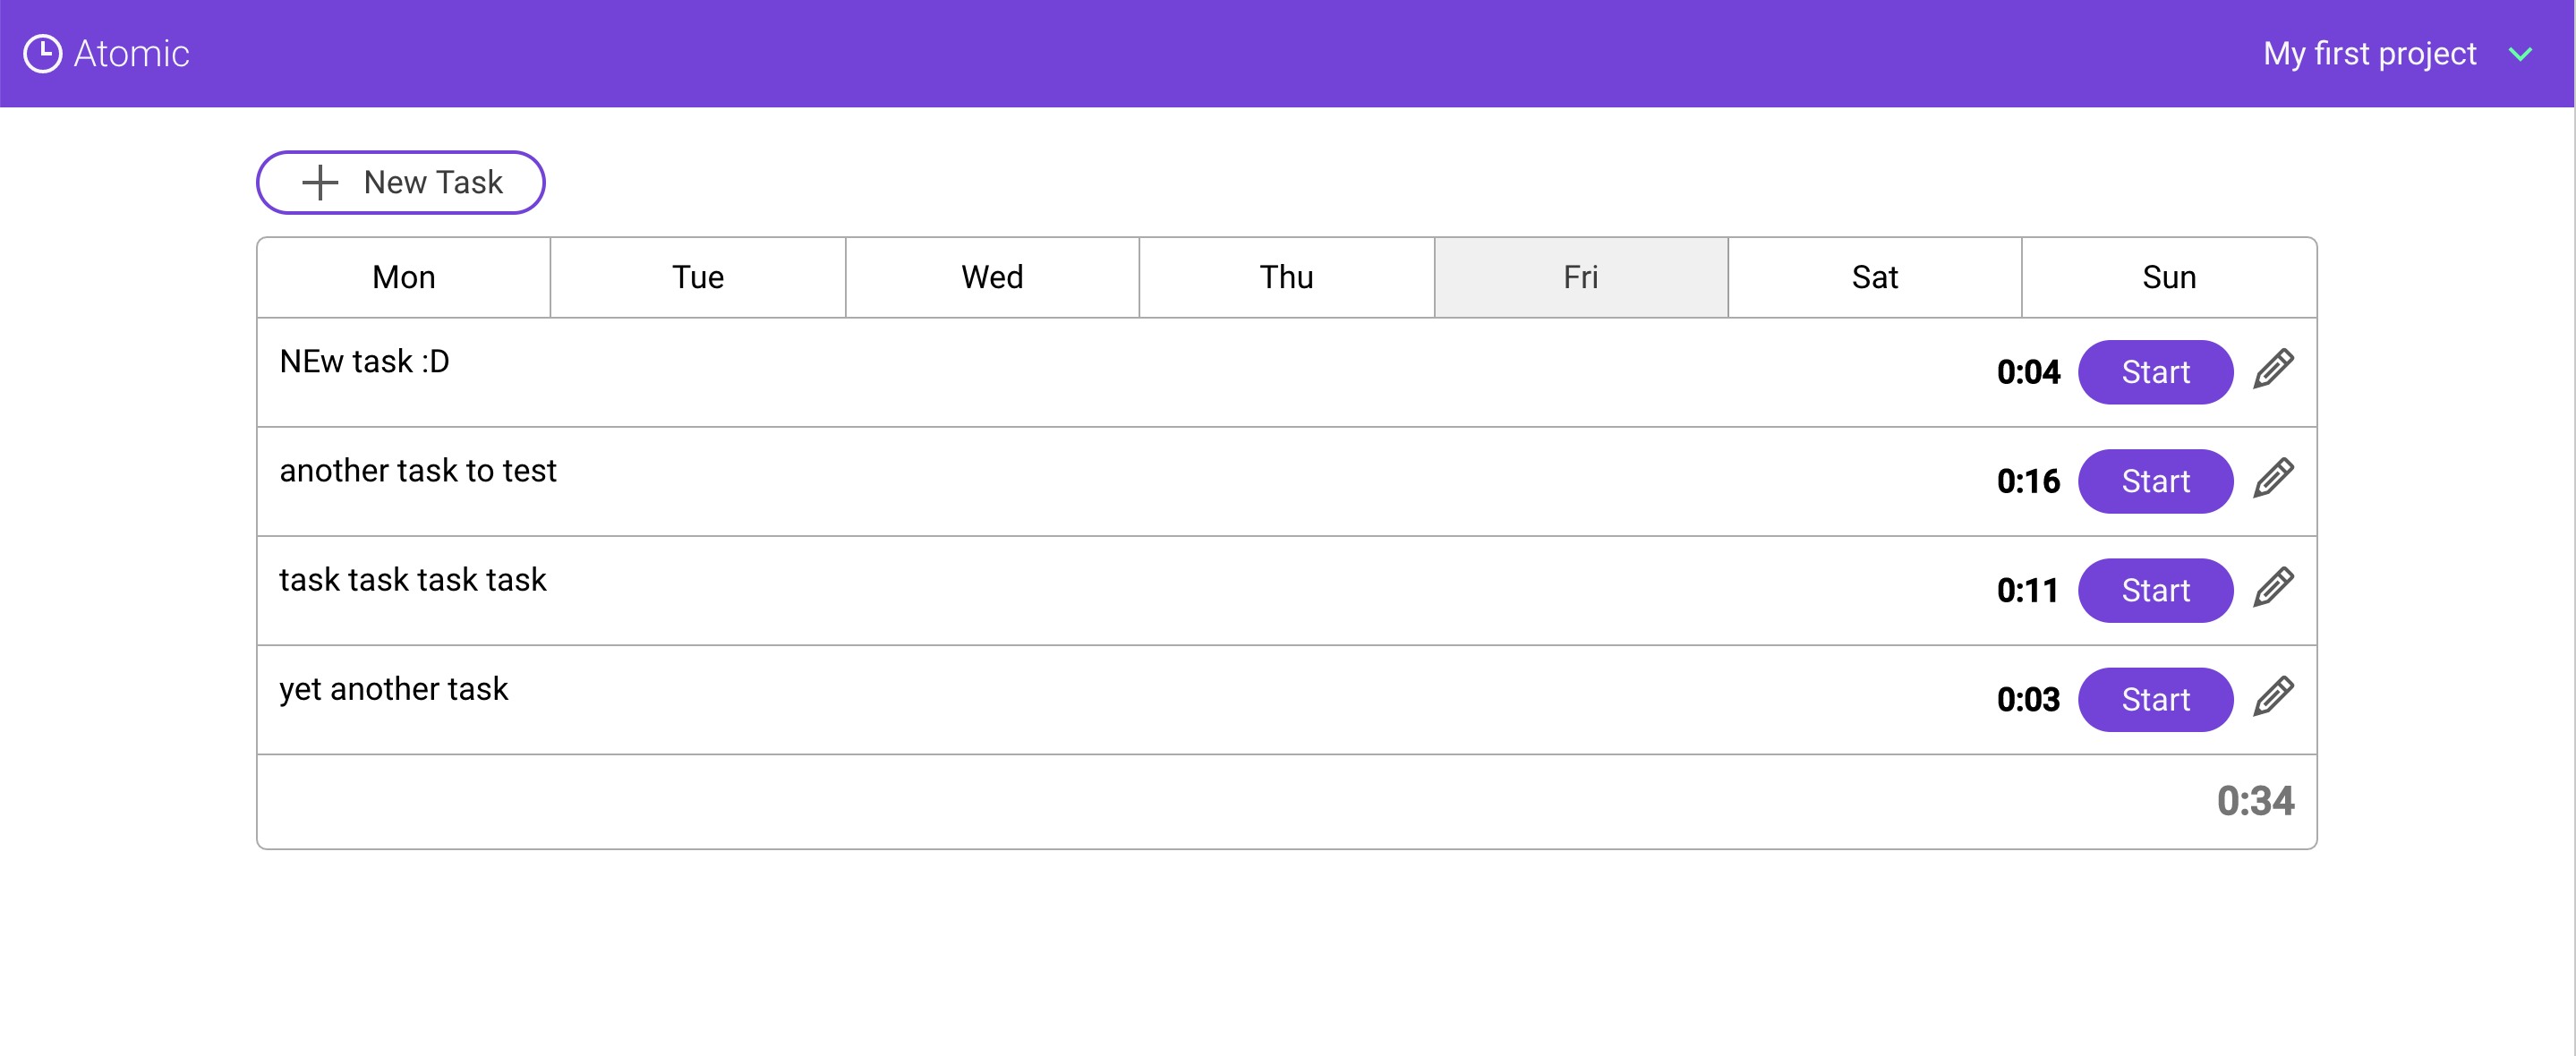 Atomic My first project
New Task
Mon Tue Wed Thu Fri Sat Sun
NEw task :D 0:04 Start
another task to test 0:16 Start
task task task task 0:11 Start
yet another task 0:03 Start
0:34